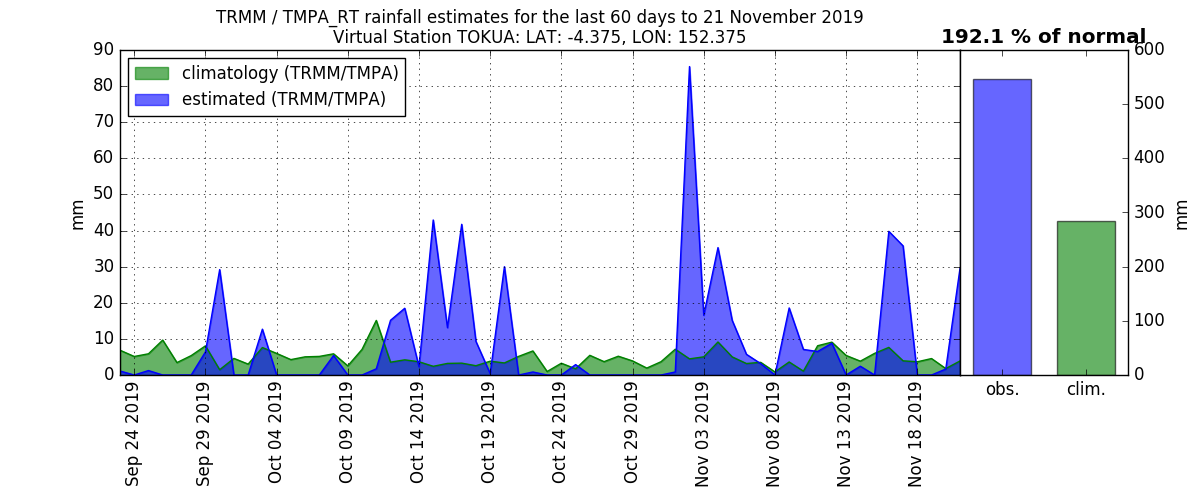 TRMM / TMPA_RT rainfall estimates for the last 60 days to 21 November 2019
Virtual Station TOKUA: LAT: -4.375, LON: 152.375
192.1 % of normal
climatology (TRMM/TMPA)
estimated (TRMM/TMPA)
90
80
70
60
50
40
30
20
10
0
mm
Sep 24 2019
Sep 29 2019
Oct 04 2019
Oct 09 2019
Oct 14 2019
Oct 19 2019
Oct 24 2019
Oct 29 2019
Nov 03 2019
Nov 08 2019
Nov 13 2019
Nov 18 2019
obs.
clim.
600
500
400
300
200
100
0
mm